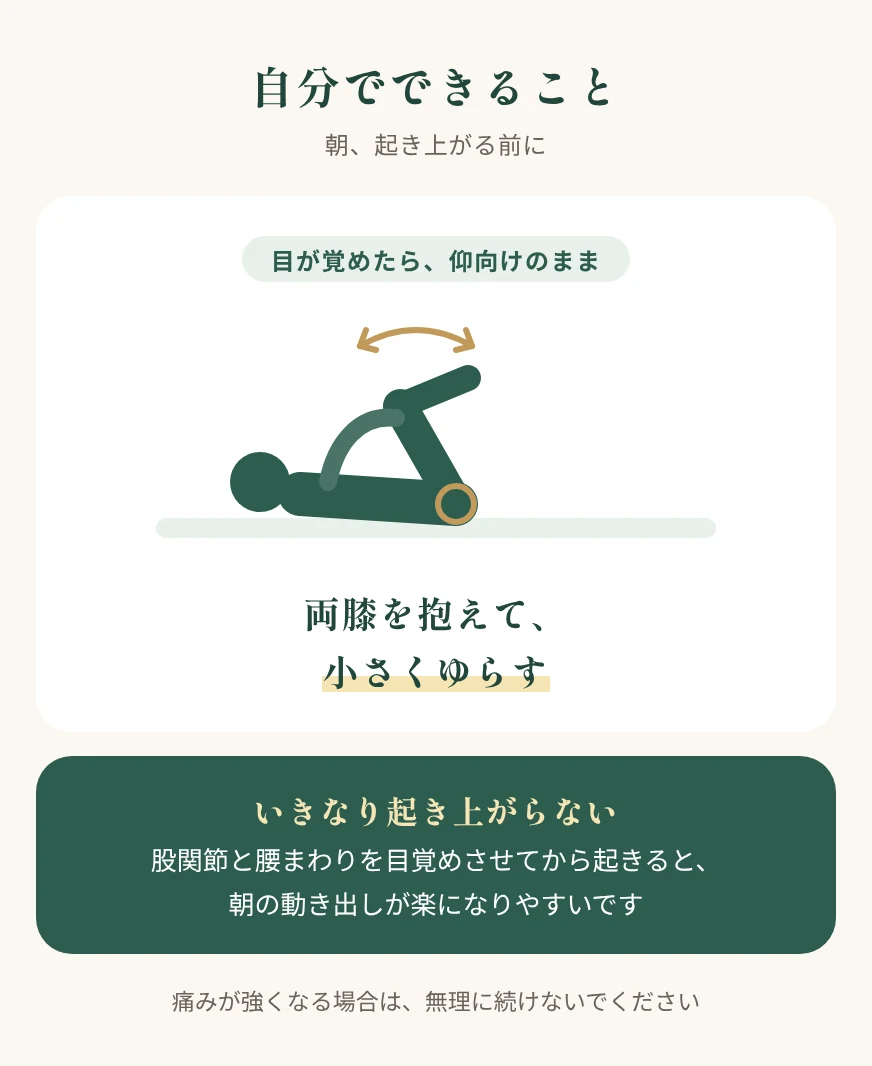 自分でできること
朝、起き上がる前に
目が覚めたら、仰向けのまま
両膝を抱えて、
小さくゆらす
いきなり起き上がらない
股関節と腰まわりを目覚めさせてから起きると、
朝の動き出しが楽になりやすいです
痛みが強くなる場合は、無理に続けないでください